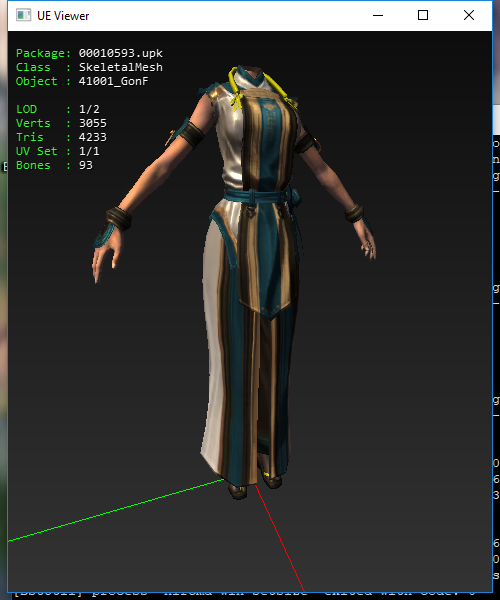 UE Viewer
Package: 00010593.upk
Class : SkeletalMesh
Object : 41001_GonF
LOD : 1/2
Verts : 3055
Tris : 4233
UV Set : 1/1
Bones : 93